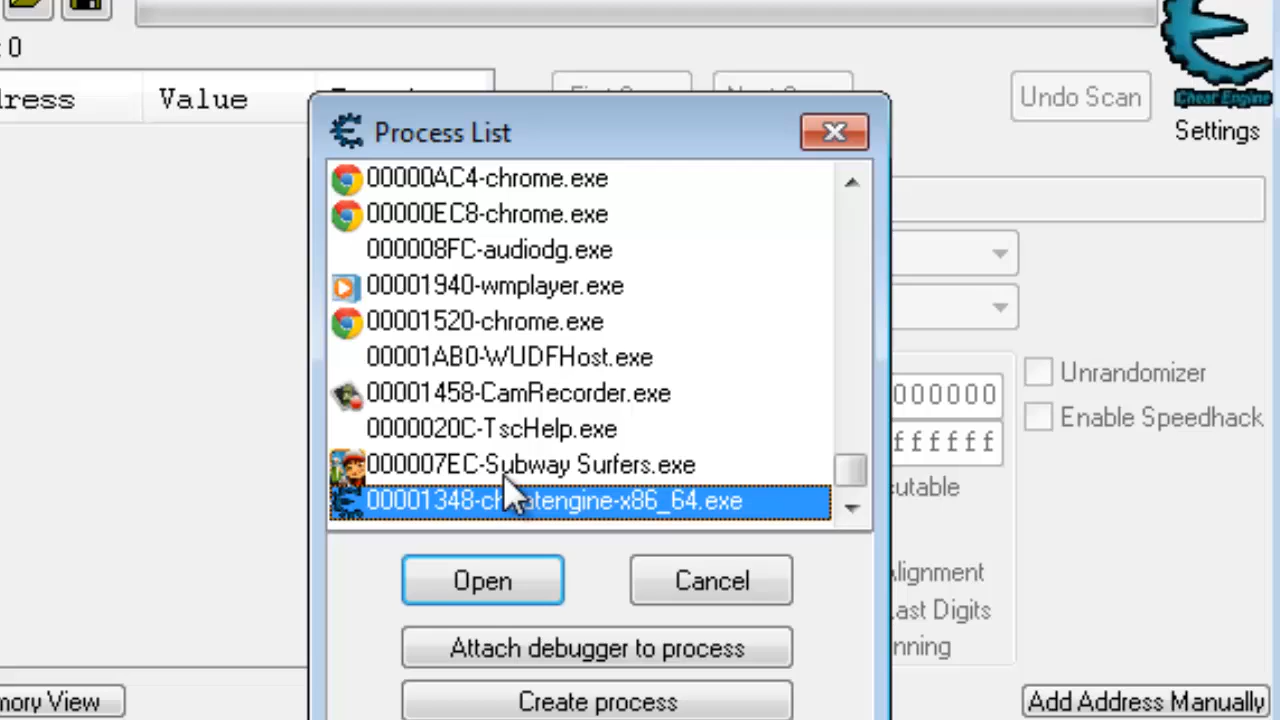 : 0
dress Value
Undo Scan
Cheat Engine
Settings
Process List
00000AC4-chrome.exe
00000EC8-chrome.exe
000008FC-audiodg.exe
00001940-wmplayer.exe
00001520-chrome.exe
00001AB0-WUDFHost.exe
00001458-CamRecorder.exe
0000020C-TscHelp.exe
000007EC-Subway Surfers.exe
00001348-cheatengine-x86_64.exe
Open Cancel
Attach debugger to process
Create process
000000
ffffff
Unrandomizer
Enable Speedhack
cutable
lignment
ast Digits
nning
mory View
Add Address Manually